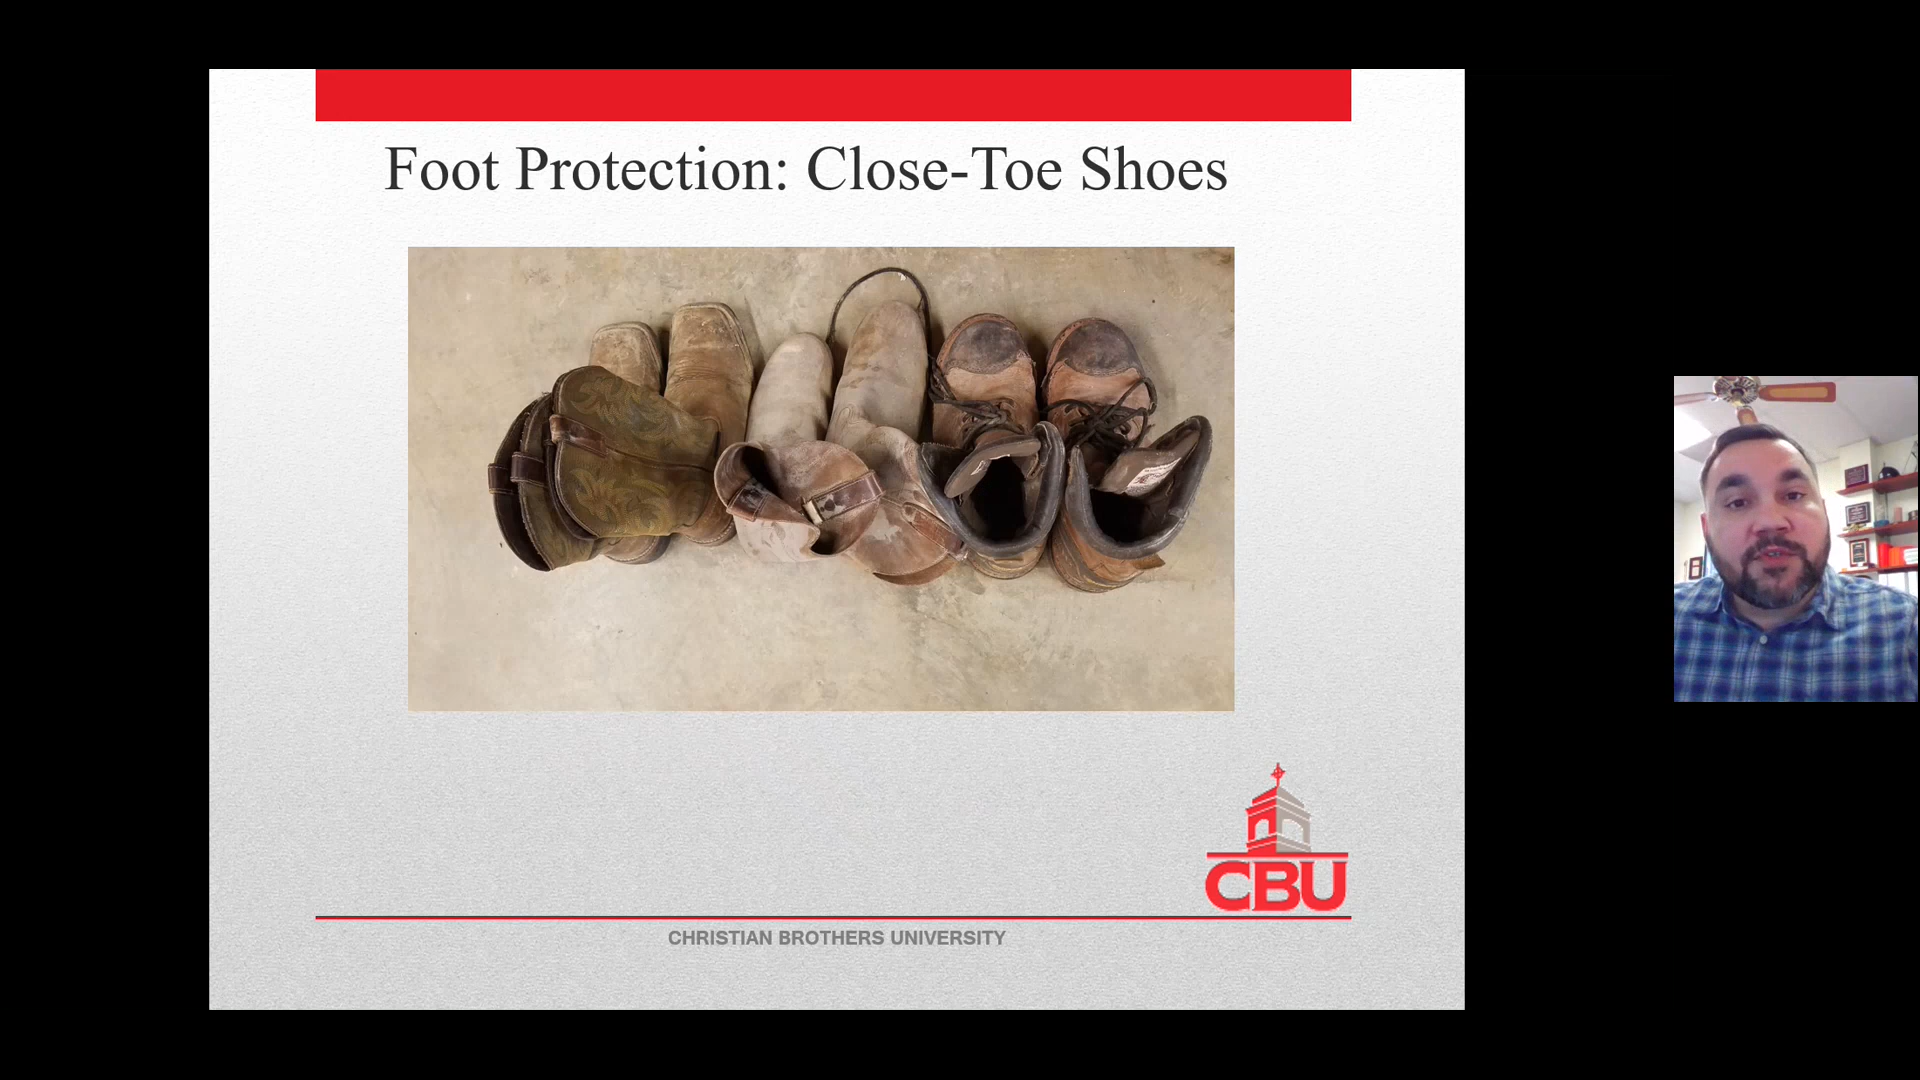 Foot Protection: Close-Toe Shoes
CBU
CHRISTIAN BROTHERS UNIVERSITY